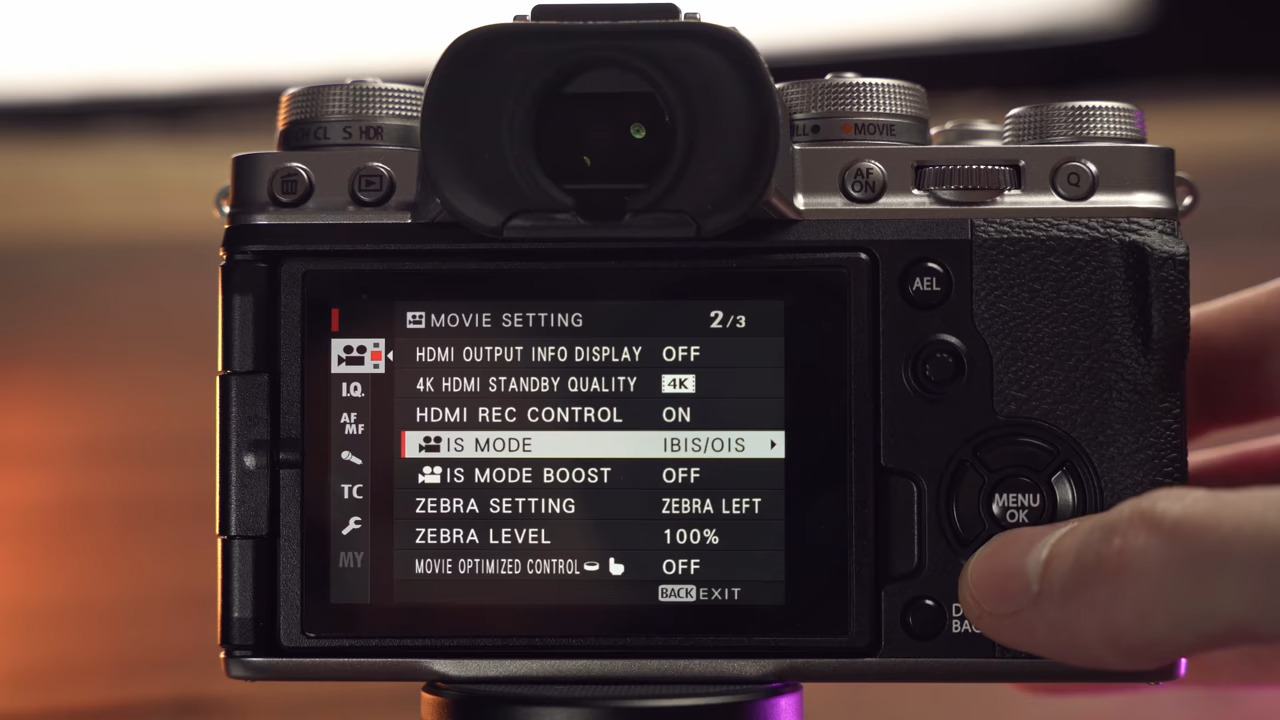 CL S HDR
MOVIE
AF
ON
Q
AEL
MENU
OK
MOVIE SETTING 2/3
HDMI OUTPUT INFO DISPLAY OFF
4K HDMI STANDBY QUALITY 4K
HDMI REC CONTROL ON
IS MODE IBIS/OIS
IS MODE BOOST OFF
ZEBRA SETTING ZEBRA LEFT
ZEBRA LEVEL 100%
MOVIE OPTIMIZED CONTROL OFF
BACK EXIT
I.Q.
AF
MF
TC
MY